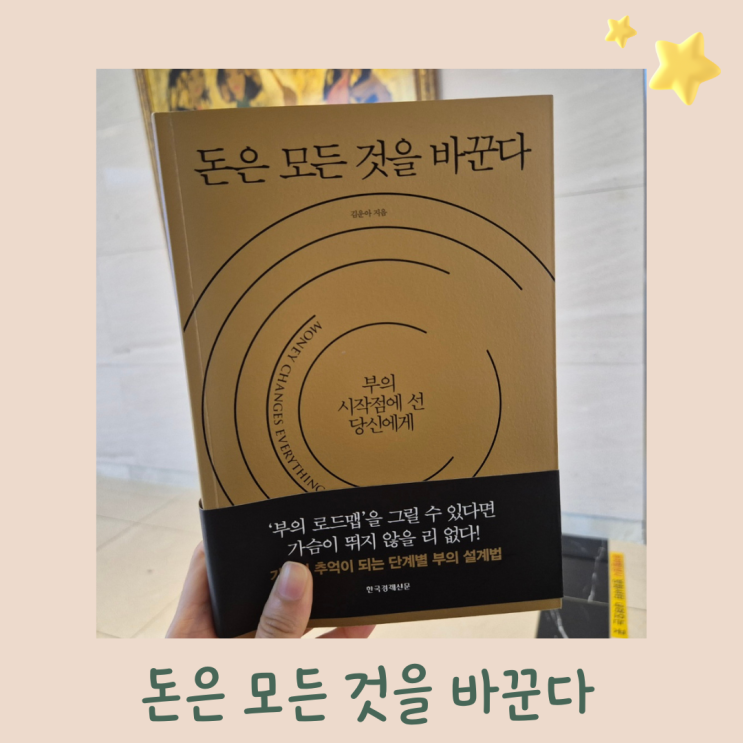 돈은 모든 것을 바꾼다
김운아 지음
MONEY CHANGES EVERYTHING
부의
시작점에 선
당신에게
'부의 로드맵'을 그릴 수 있다면
가슴이 뛰지 않을 리 없다!
추억이 되는 단계별 부의 설계법
한국경제신문
돈은 모든 것을 바꾼다